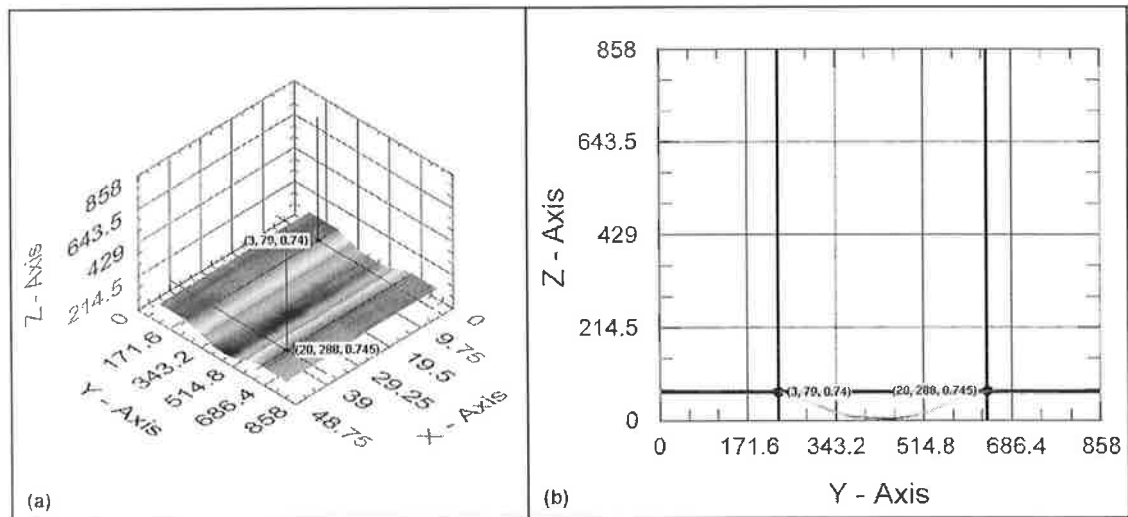 858
643.5
429
214.5
0
Z - Axis
171.6
343.2
514.8
686.4
858
Y - Axis
0
9.75
19.5
29.25
39
48.75
X - Axis
(3, 79, 0.74)
(20, 288, 0.745)
(a)
858
643.5
429
214.5
0
Z - Axis
(3, 79, 0.74)
(20, 288, 0.745)
0 171.6 343.2 514.8 686.4 858
Y - Axis
(b)